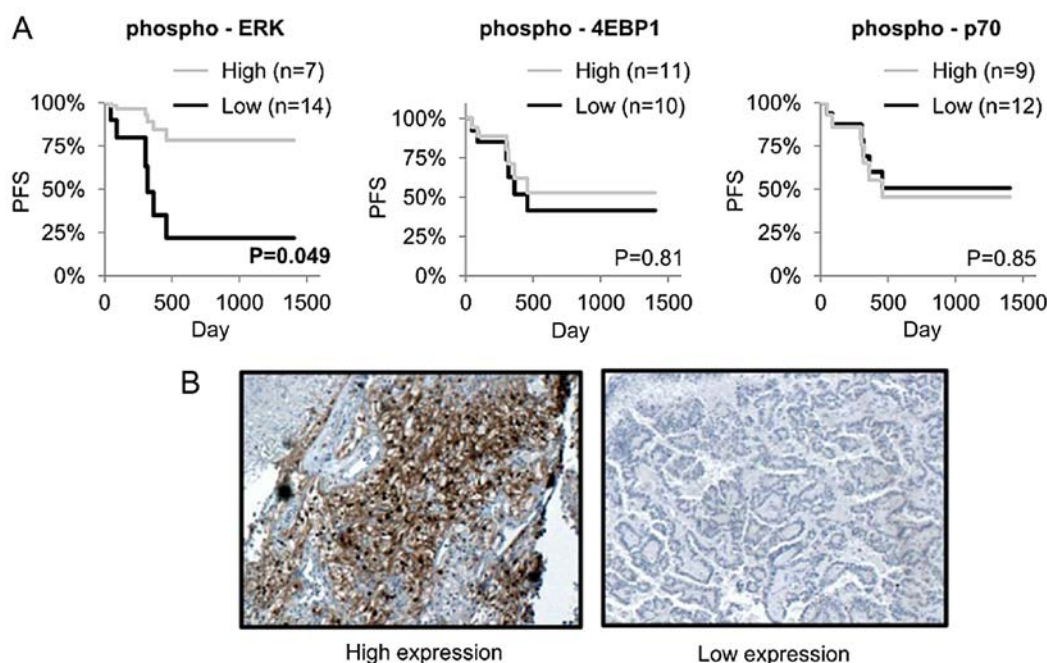 A
phospho - ERK
High (n=7)
Low (n=14)
100%
75%
50%
25%
0%
PFS
P=0.049
0 500 1000 1500
Day
phospho - 4EBP1
High (n=11)
Low (n=10)
100%
75%
50%
25%
0%
PFS
P=0.81
0 500 1000 1500
Day
phospho - p70
High (n=9)
Low (n=12)
100%
75%
50%
25%
0%
PFS
P=0.85
0 500 1000 1500
Day
B
High expression
Low expression